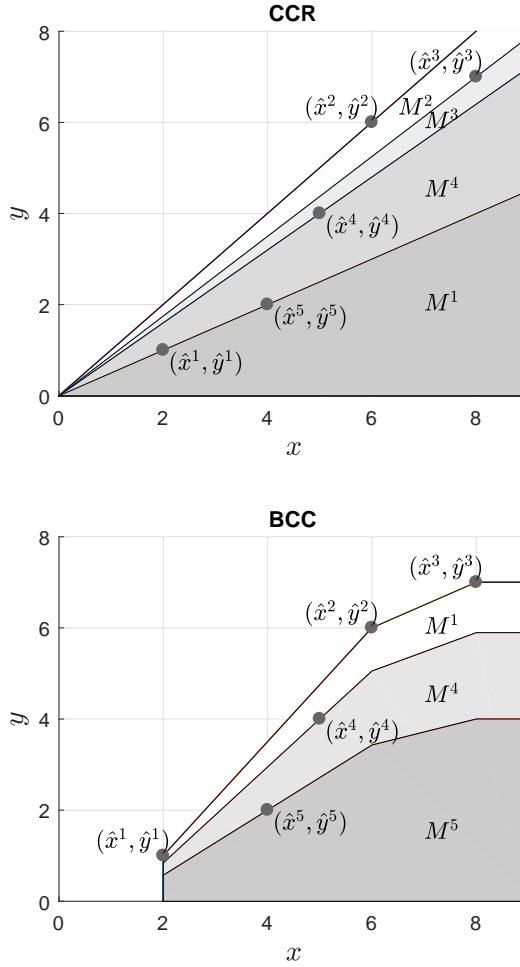 CCR
8
(x̂³, ŷ³)
(x̂², ŷ²)
M²
M³
6
M⁴
4
(x̂⁴, ŷ⁴)
y
2
(x̂⁵, ŷ⁵)
M¹
(x̂¹, ŷ¹)
0
0 2 4 6 8
x
BCC
8
(x̂³, ŷ³)
(x̂², ŷ²)
M¹
6
M⁴
4
(x̂⁴, ŷ⁴)
y
2
(x̂⁵, ŷ⁵)
M⁵
(x̂¹, ŷ¹)
0
0 2 4 6 8
x